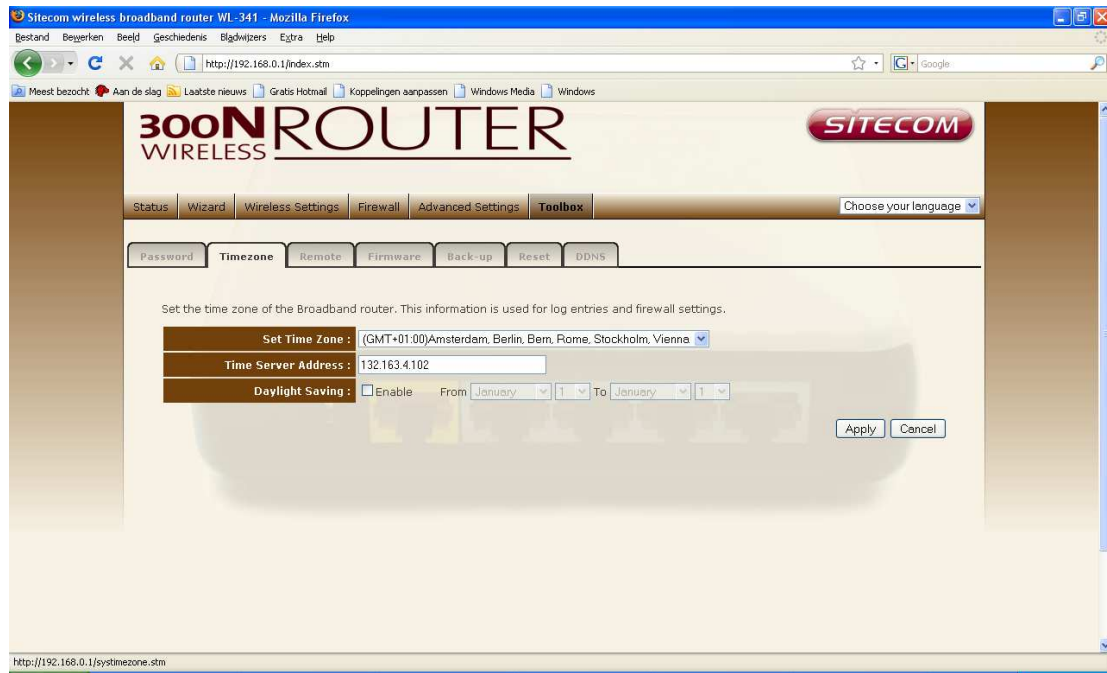 Sitecom wireless broadband router WL-341 - Mozilla Firefox
Bestand Bewerken Beeld Geschiedenis Bladwijzers Extra Help
http://192.168.0.1/index.stm
G Google
Meest bezocht Aan de slag Laatste nieuws Gratis Hotmail Koppelingen aanpassen Windows Media Windows
300N ROUTER
WIRELESS
SITECOM
Status Wizard Wireless Settings Firewall Advanced Settings Toolbox Choose your language
Password Timezone Remote Firmware Back-up Reset DDNS
Set the time zone of the Broadband router. This information is used for log entries and firewall settings.
Set Time Zone : (GMT+01:00)Amsterdam, Berlin, Bern, Rome, Stockholm, Vienna
Time Server Address : 132.163.4.102
Daylight Saving : Enable From January 1 To January 1
Apply Cancel
http://192.168.0.1/systimezone.stm